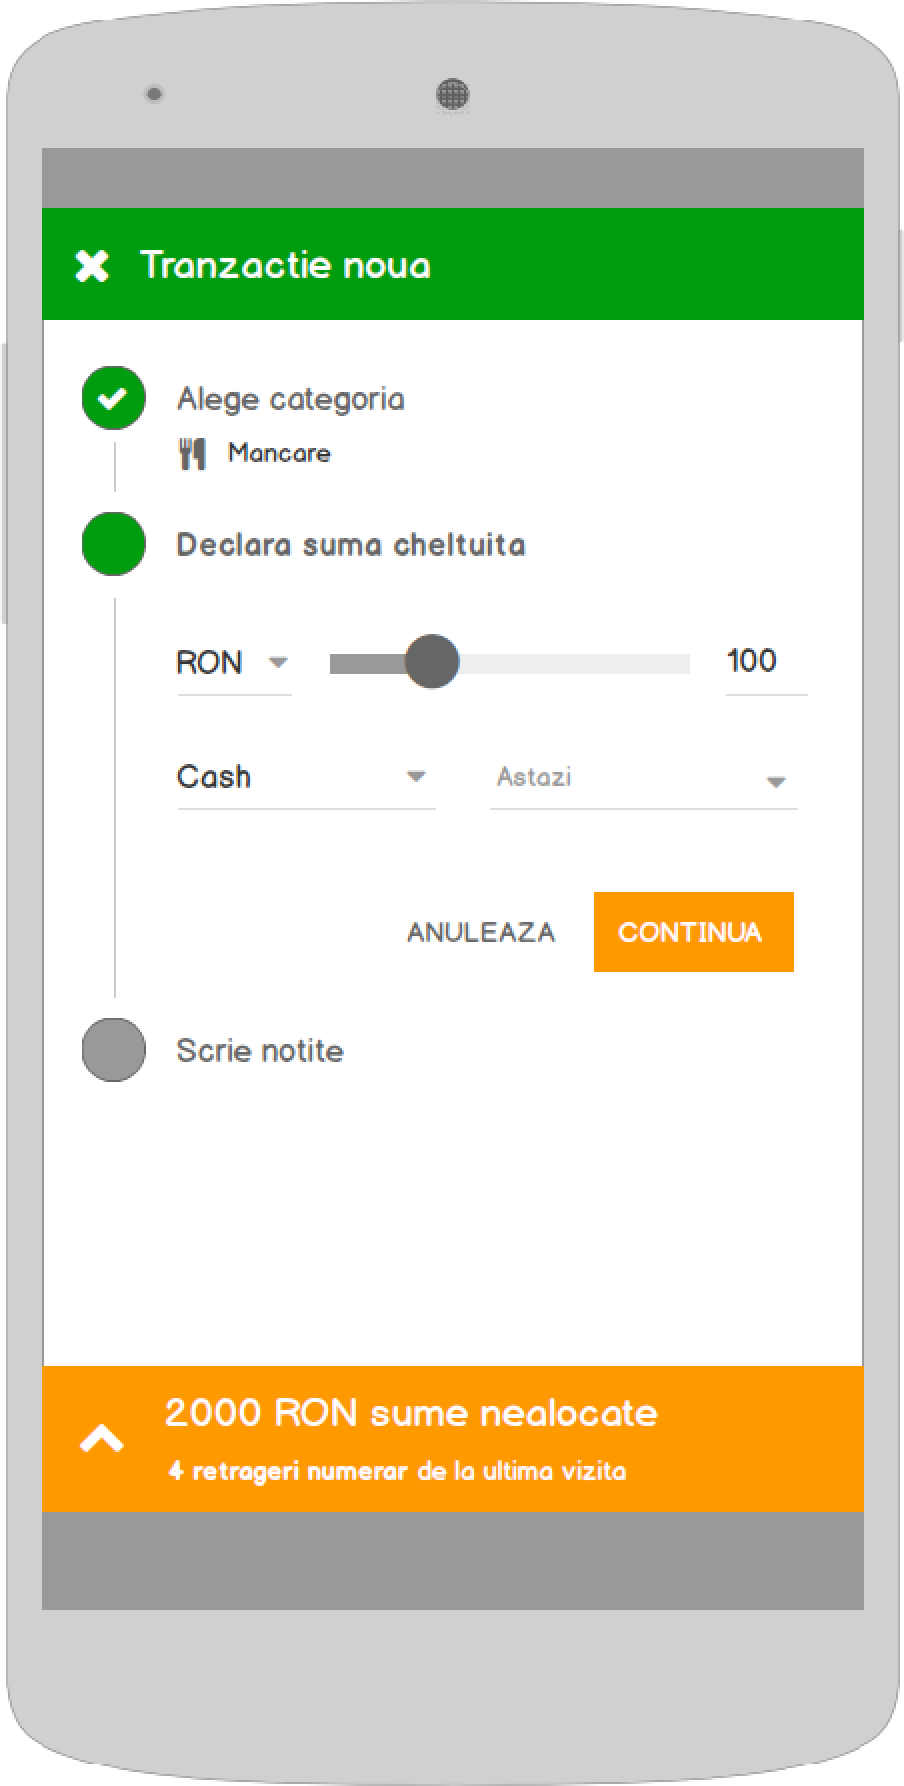 Tranzactie noua
Alege categoria
Mancare
Declara suma cheltuita
RON 100
Cash Astazi
ANULEAZA CONTINUA
Scrie notite
2000 RON sume nealocate
4 retrageri numerar de la ultima vizita